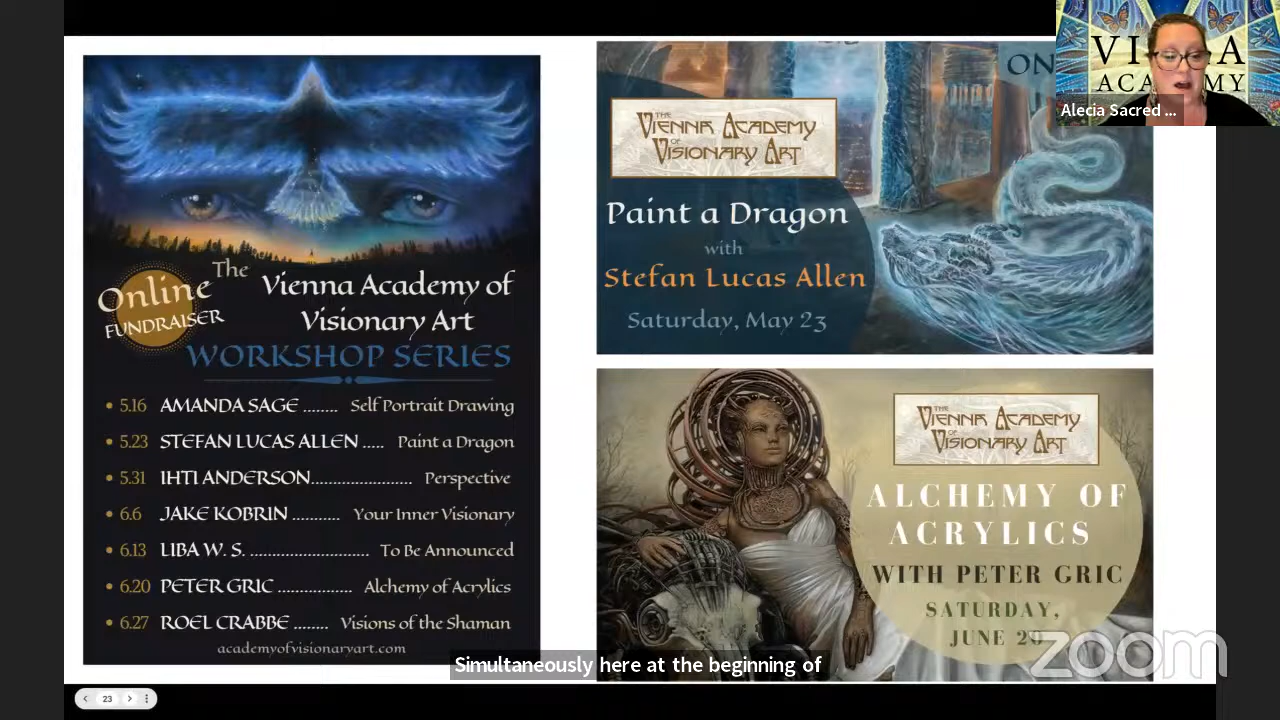 Online
FUNDRAISER
The
Vienna Academy of
Visionary Art
WORKSHOP SERIES
• 5.16 AMANDA SAGE ........ Self Portrait Drawing
• 5.23 STEFAN LUCAS ALLEN ..... Paint a Dragon
• 5.31 IHTI ANDERSON....................... Perspective
• 6.6 JAKE KOBRIN ........... Your Inner Visionary
• 6.13 LIBA W. S. ............................ To Be Announced
• 6.20 PETER GRIC ................. Alchemy of Acrylics
• 6.27 ROEL CRABBE ........ Visions of the Shaman
academyofvisionaryart.com
THE
VIENNA ACADEMY
OF
VISIONARY ART
Paint a Dragon
with
Stefan Lucas Allen
Saturday, May 23
THE
VIENNA ACADEMY
OF
VISIONARY ART
ALCHEMY OF
ACRYLICS
WITH PETER GRIC
SATURDAY,
JUNE 20
Alecia Sacred ...
Simultaneously here at the beginning of
zoom
23